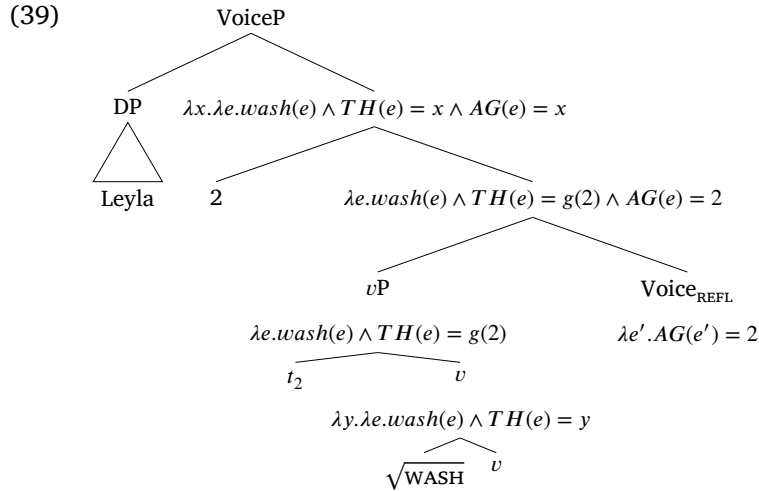 (39) VoiceP
DP λx.λe.wash(e) ∧ TH(e) = x ∧ AG(e) = x
Leyla 2 λe.wash(e) ∧ TH(e) = g(2) ∧ AG(e) = 2
vP Voice_REFL
λe.wash(e) ∧ TH(e) = g(2) λe′.AG(e′) = 2
t₂ v
λy.λe.wash(e) ∧ TH(e) = y
√WASH v